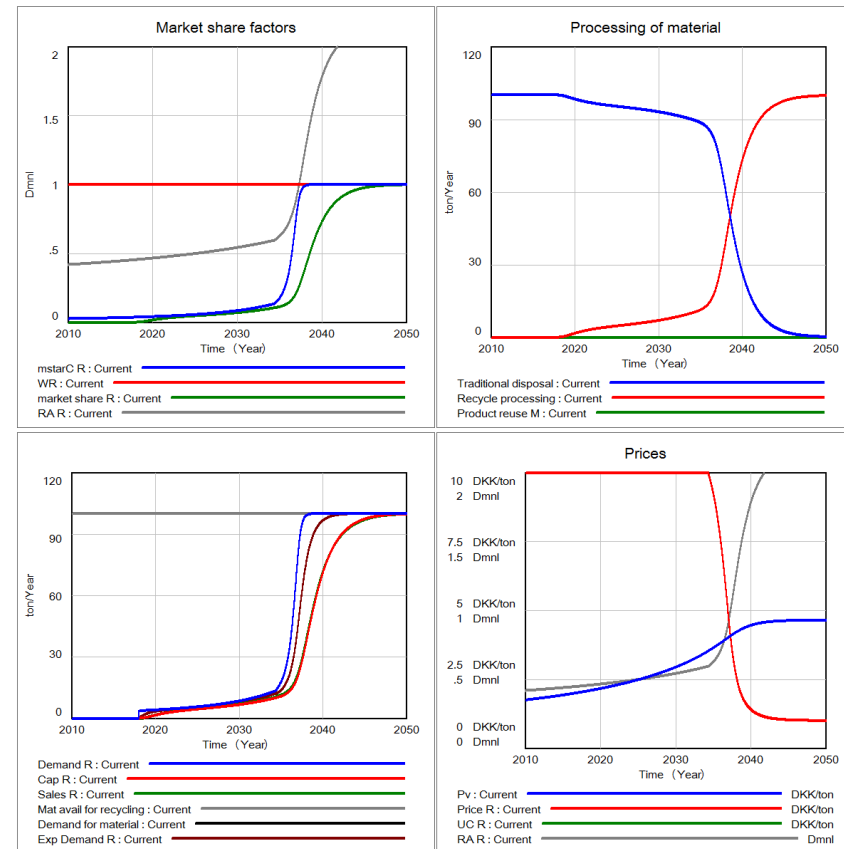 Market share factors
2
1.5
1
.5
0
Dmnl
2010 2020 2030 2040 2050
Time (Year)
mstarC R : Current
WR : Current
market share R : Current
RA R : Current
Processing of material
120
90
60
30
0
ton/Year
2010 2020 2030 2040 2050
Time (Year)
Traditional disposal : Current
Recycle processing : Current
Product reuse M : Current
120
90
60
30
0
ton/Year
2010 2020 2030 2040 2050
Time (Year)
Demand R : Current
Cap R : Current
Sales R : Current
Mat avail for recycling : Current
Demand for material : Current
Exp Demand R : Current
Prices
10 DKK/ton
2 Dmnl
7.5 DKK/ton
1.5 Dmnl
5 DKK/ton
1 Dmnl
2.5 DKK/ton
.5 Dmnl
0 DKK/ton
0 Dmnl
2010 2020 2030 2040 2050
Time (Year)
Pv : Current DKK/ton
Price R : Current DKK/ton
UC R : Current DKK/ton
RA R : Current Dmnl